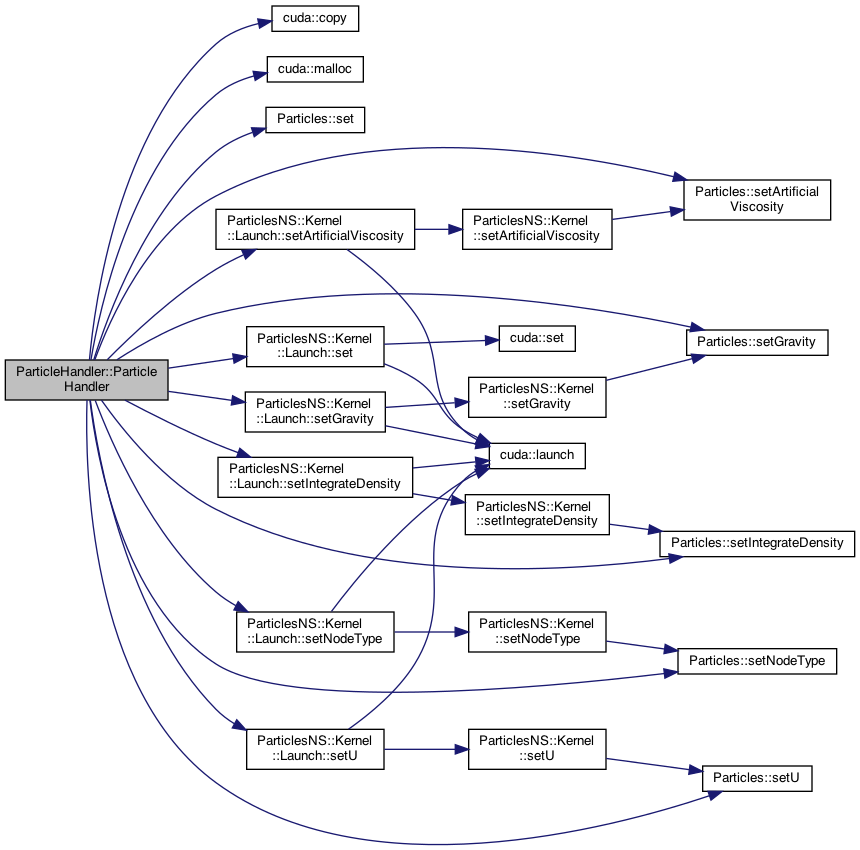 cuda::copy
cuda::malloc
Particles::set
Particles::setArtificial
Viscosity
ParticlesNS::Kernel
::Launch::setArtificialViscosity
ParticlesNS::Kernel
::setArtificialViscosity
ParticlesNS::Kernel
::Launch::set
cuda::set
Particles::setGravity
ParticleHandler::Particle
Handler
ParticlesNS::Kernel
::Launch::setGravity
ParticlesNS::Kernel
::setGravity
cuda::launch
ParticlesNS::Kernel
::Launch::setIntegrateDensity
ParticlesNS::Kernel
::setIntegrateDensity
Particles::setIntegrateDensity
ParticlesNS::Kernel
::Launch::setNodeType
ParticlesNS::Kernel
::setNodeType
Particles::setNodeType
ParticlesNS::Kernel
::Launch::setU
ParticlesNS::Kernel
::setU
Particles::setU